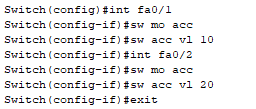 Switch(config)#int fa0/1
Switch(config-if)#sw mo acc
Switch(config-if)#sw acc vl 10
Switch(config-if)#int fa0/2
Switch(config-if)#sw mo acc
Switch(config-if)#sw acc vl 20
Switch(config-if)#exit